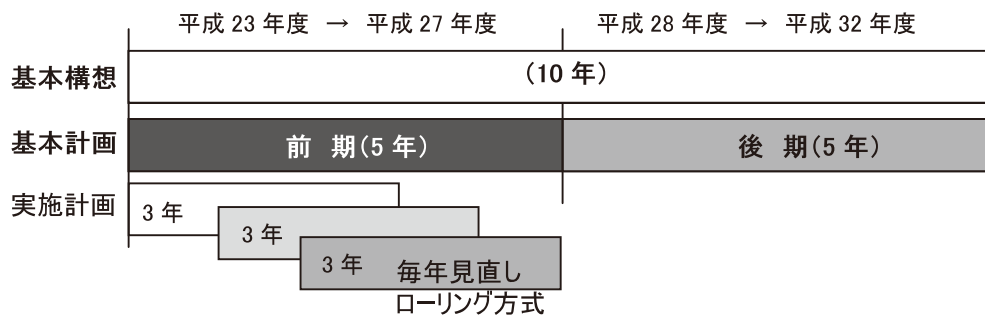 平成 23 年度 → 平成 27 年度 平成 28 年度 → 平成 32 年度
基本構想 (10 年)
基本計画 前 期(5 年) 後 期(5 年)
実施計画 3 年
3 年
3 年 毎年見直し
ローリング方式